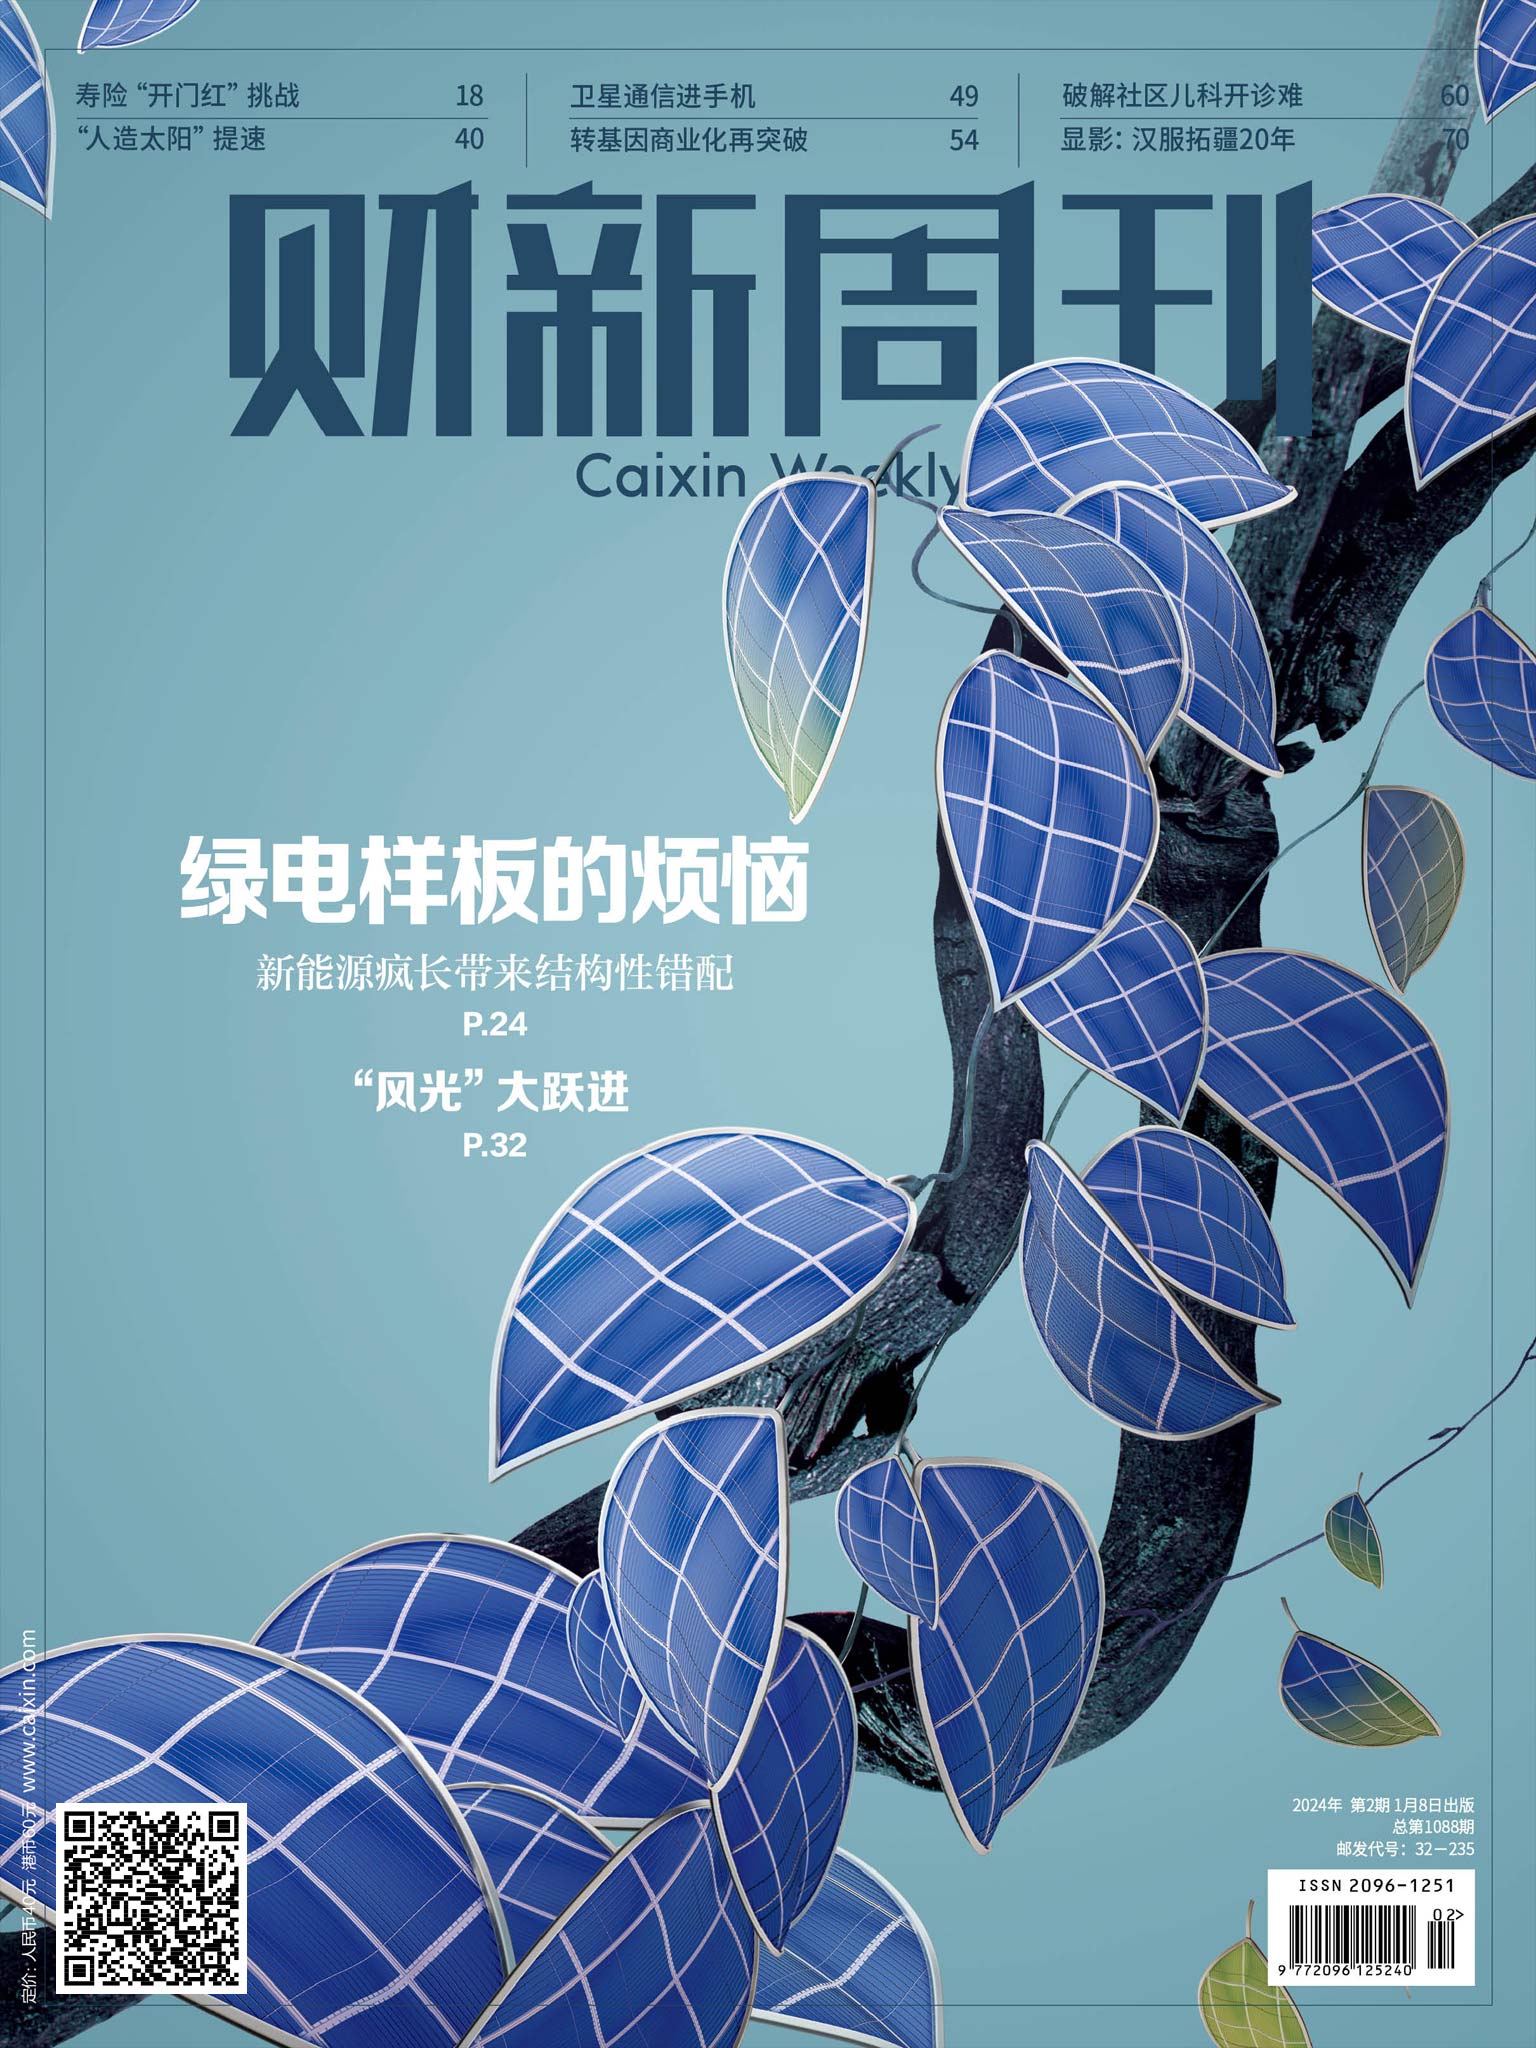 寿险“开门红”挑战 18
“人造太阳”提速 40
卫星通信进手机 49
转基因商业化再突破 54
破解社区儿科开诊难 60
显影：汉服拓疆20年 70
财新周刊
Caixin Weekly
绿电样板的烦恼
新能源疯长带来结构性错配
P.24
“风光”大跃进
P.32
定价：人民币40元 港币60元 www.caixin.com
2024年 第2期 1月8日出版
总第1088期
邮发代号：32－235
ISSN 2096-1251
02>
9 772096 125240